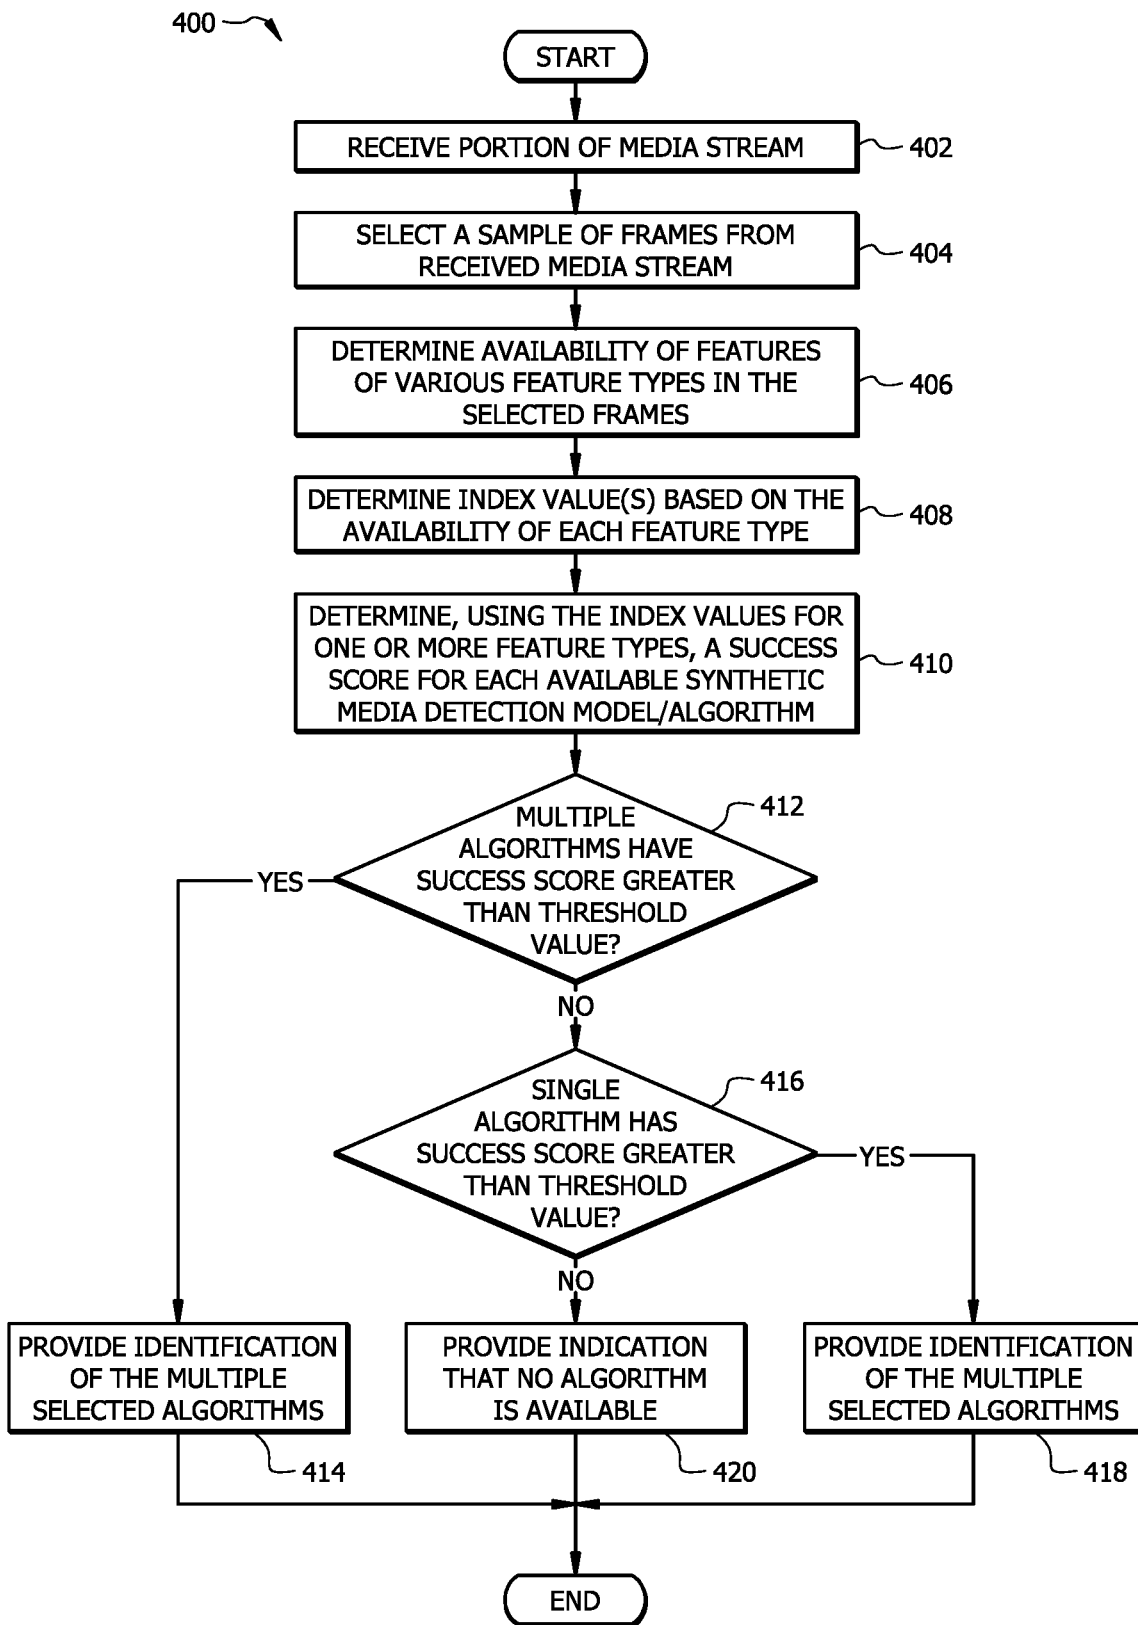 400
START
RECEIVE PORTION OF MEDIA STREAM
402
SELECT A SAMPLE OF FRAMES FROM
RECEIVED MEDIA STREAM
404
DETERMINE AVAILABILITY OF FEATURES
OF VARIOUS FEATURE TYPES IN THE
SELECTED FRAMES
406
DETERMINE INDEX VALUE(S) BASED ON THE
AVAILABILITY OF EACH FEATURE TYPE
408
DETERMINE, USING THE INDEX VALUES FOR
ONE OR MORE FEATURE TYPES, A SUCCESS
SCORE FOR EACH AVAILABLE SYNTHETIC
MEDIA DETECTION MODEL/ALGORITHM
410
MULTIPLE
ALGORITHMS HAVE
SUCCESS SCORE GREATER
THAN THRESHOLD
VALUE?
412
YES
NO
SINGLE
ALGORITHM HAS
SUCCESS SCORE GREATER
THAN THRESHOLD
VALUE?
416
YES
NO
PROVIDE IDENTIFICATION
OF THE MULTIPLE
SELECTED ALGORITHMS
414
PROVIDE INDICATION
THAT NO ALGORITHM
IS AVAILABLE
420
PROVIDE IDENTIFICATION
OF THE MULTIPLE
SELECTED ALGORITHMS
418
END